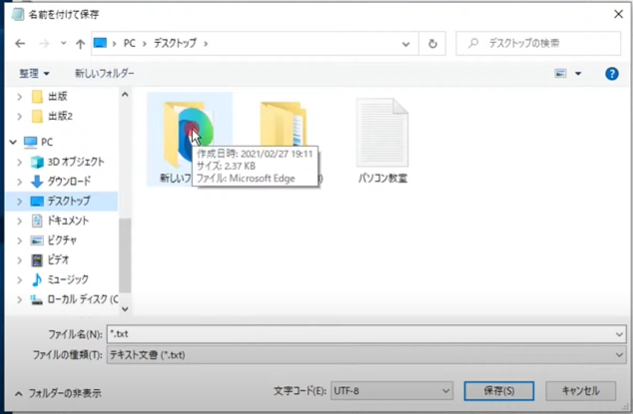 名前を付けて保存
PC > デスクトップ >
デスクトップの検索
整理 新しいフォルダー
出版
出版2
PC
3D オブジェクト
ダウンロード
デスクトップ
ドキュメント
ピクチャ
ビデオ
ミュージック
ローカル ディスク (C
新しいフ
作成日時: 2021/02/27 19:11
サイズ: 2.37 KB
ファイル: Microsoft Edge
パソコン教室
ファイル名(N): *.txt
ファイルの種類(T): テキスト文書 (*.txt)
フォルダーの非表示
文字コード(E): UTF-8
保存(S)
キャンセル